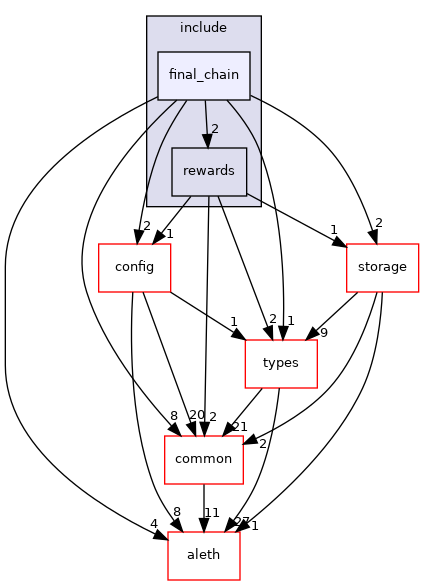 include
final_chain
2
rewards
2
1
1
2
config
storage
1
2
1
9
types
8
20
2
21
2
common
4
8
11
27
1
aleth